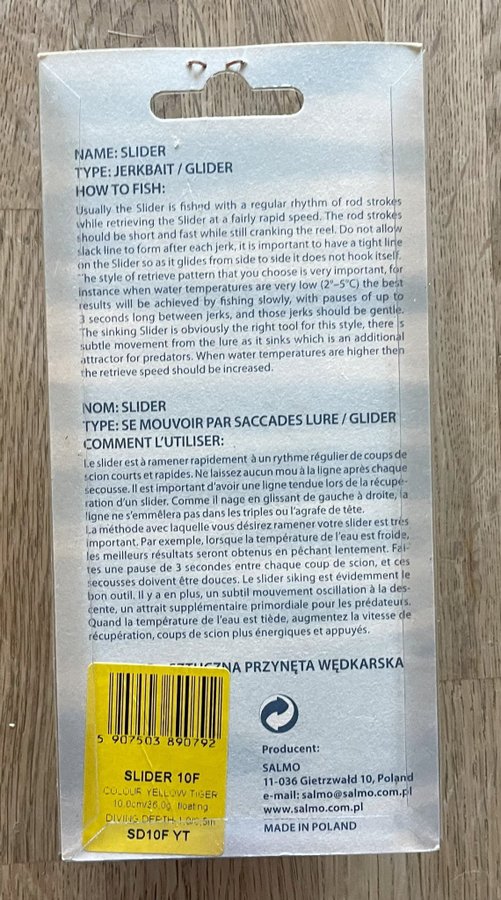 NAME: SLIDER
TYPE: JERKBAIT / GLIDER
HOW TO FISH:
Usually the Slider is fished with a regular rhythm of rod strokes
while retrieving the Slider at a fairly rapid speed. The rod strokes
should be short and fast while still cranking the reel. Do not allow
slack line to form after each jerk, it is important to have a tight line
on the Slider so as it glides from side to side it does not hook itself.
The style of retrieve pattern that you choose is very important, for
instance when water temperatures are very low (2°–5°C) the best
results will be achieved by fishing slowly, with pauses of up to
3 seconds long between jerks, and those jerks should be gentle.
The sinking Slider is obviously the right tool for this style, there is
subtle movement from the lure as it sinks which is an additional
attractor for predators. When water temperatures are higher then
the retrieve speed should be increased.
NOM: SLIDER
TYPE: SE MOUVOIR PAR SACCADES LURE / GLIDER
COMMENT L'UTILISER:
Le slider est à ramener rapidement à un rythme régulier de coups de
scion courts et rapides. Ne laissez aucun mou à la ligne après chaque
secousse. Il est important d'avoir une ligne tendue lors de la récupe-
ration d'un slider. Comme il nage en glissant de gauche à droite, la
ligne ne s'emmêlera pas dans les triples ou l'agrafe de tête.
La méthode avec laquelle vous désirez ramener votre slider est très
important. Par exemple, lorsque la température de l'eau est froide,
les meilleurs résultats seront obtenus en pêchant lentement. Fai-
tes une pause de 3 secondes entre chaque coup de scion, et ces
secousses doivent être douces. Le slider siking est évidemment le
bon outil. Il y a en plus, un subtil mouvement oscillation à la des-
cente, un attrait supplémentaire primordiale pour les prédateurs.
Quand la température de l'eau est tiède, augmentez la vitesse de
récupération, coups de scion plus énergiques et appuyés.
SZTUCZNA PRZYNĘTA WĘDKARSKA
5 907503 890792
SLIDER 10F
COLOUR YELLOW TIGER
10.0cm/36.0g floating
DIVING DEPTH 1.0/0.5m
SD10F YT
Producent:
SALMO
11-036 Gietrzwałd 10, Poland
e-mail: salmo@salmo.com.pl
www.salmo.com.pl
MADE IN POLAND